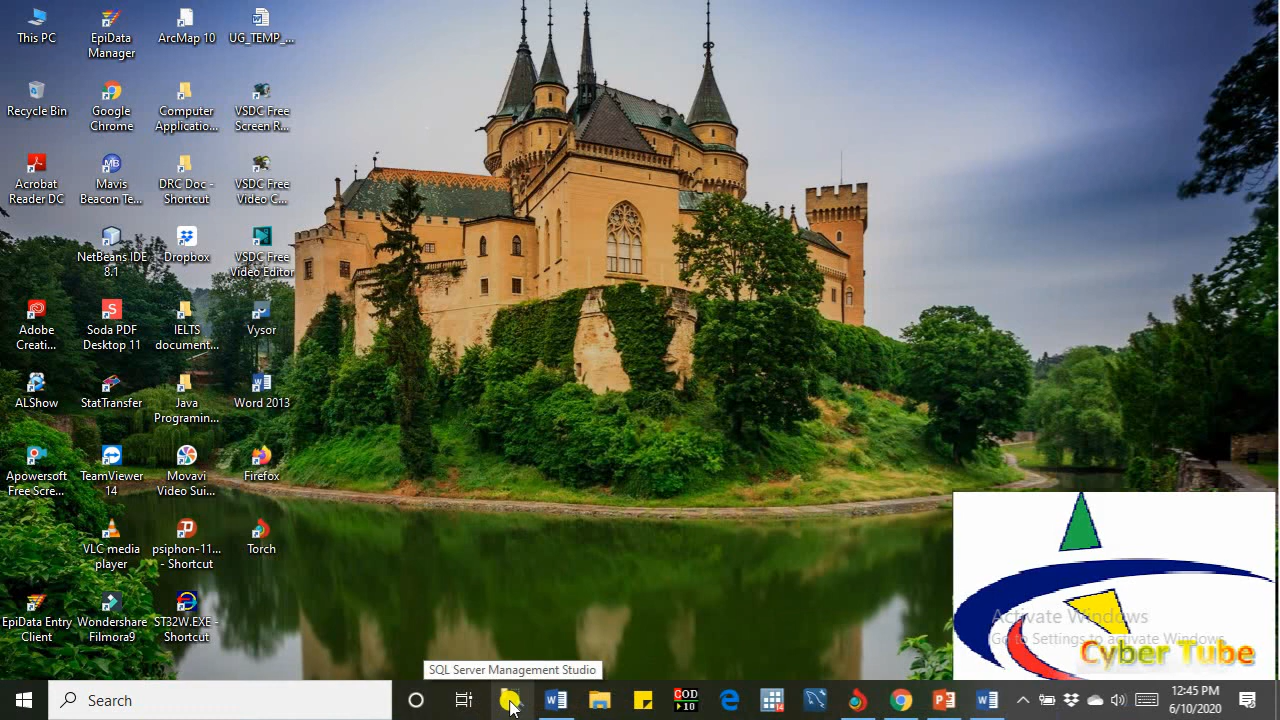 This PC
EpiData
Manager
ArcMap 10
UG_TEMP_...
Recycle Bin
Google
Chrome
Computer
Applicatio...
VSDC Free
Screen R...
Acrobat
Reader DC
MB
Mavis
Beacon Te...
DRC Doc -
Shortcut
VSDC Free
Video C...
NetBeans IDE
8.1
Dropbox
VSDC Free
Video Editor
Adobe
Creati...
S
Soda PDF
Desktop 11
IELTS
document...
Vysor
ALShow
StatTransfer
Java
Programin...
Word 2013
Apowersoft
Free Scre...
TeamViewer
14
Movavi
Video Sui...
Firefox
VLC media
player
psiphon-11...
- Shortcut
Torch
EpiData Entry
Client
Wondershare
Filmora9
ST32W.EXE -
Shortcut
Activate Windows
Go to Settings to activate Windows.
Cyber Tube
SQL Server Management Studio
Search
COD
10
14
12:45 PM
6/10/2020